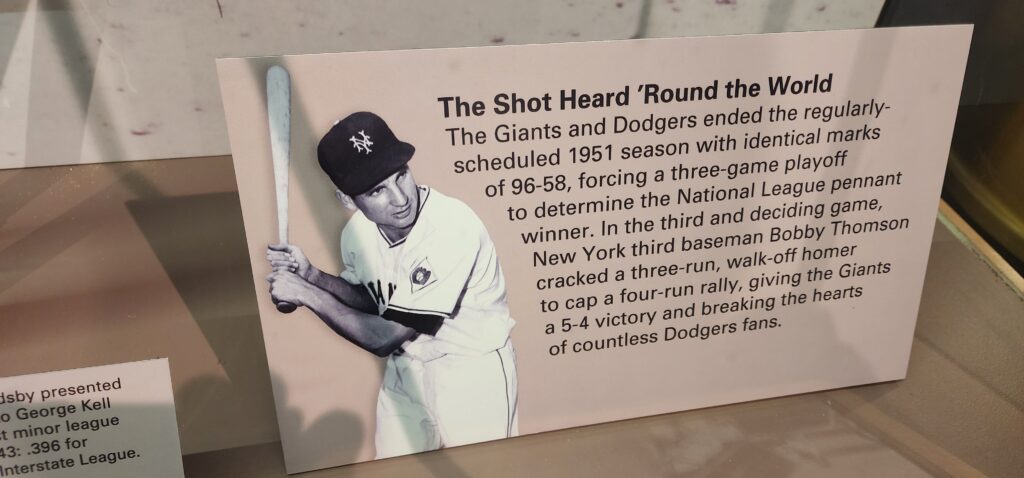 The Shot Heard 'Round the World
The Giants and Dodgers ended the regularly-
scheduled 1951 season with identical marks
of 96-58, forcing a three-game playoff
to determine the National League pennant
winner. In the third and deciding game,
New York third baseman Bobby Thomson
cracked a three-run, walk-off homer
to cap a four-run rally, giving the Giants
a 5-4 victory and breaking the hearts
of countless Dodgers fans.
NY
presented
George Kell
minor league
.396 for
Interstate League.